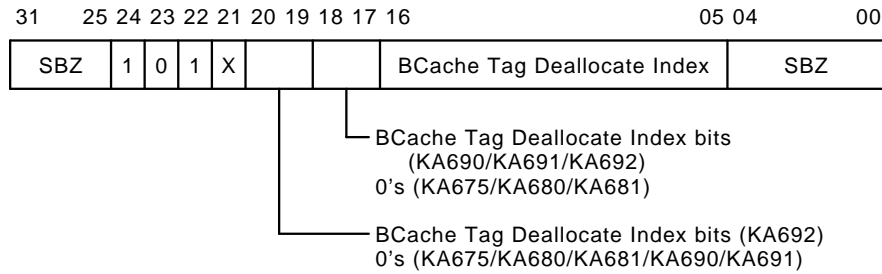 31 25 24 23 22 21 20 19 18 17 16 05 04 00
SBZ 1 0 1 X BCache Tag Deallocate Index SBZ
BCache Tag Deallocate Index bits
(KA690/KA691/KA692)
0's (KA675/KA680/KA681)
BCache Tag Deallocate Index bits (KA692)
0's (KA675/KA680/KA681/KA690/KA691)